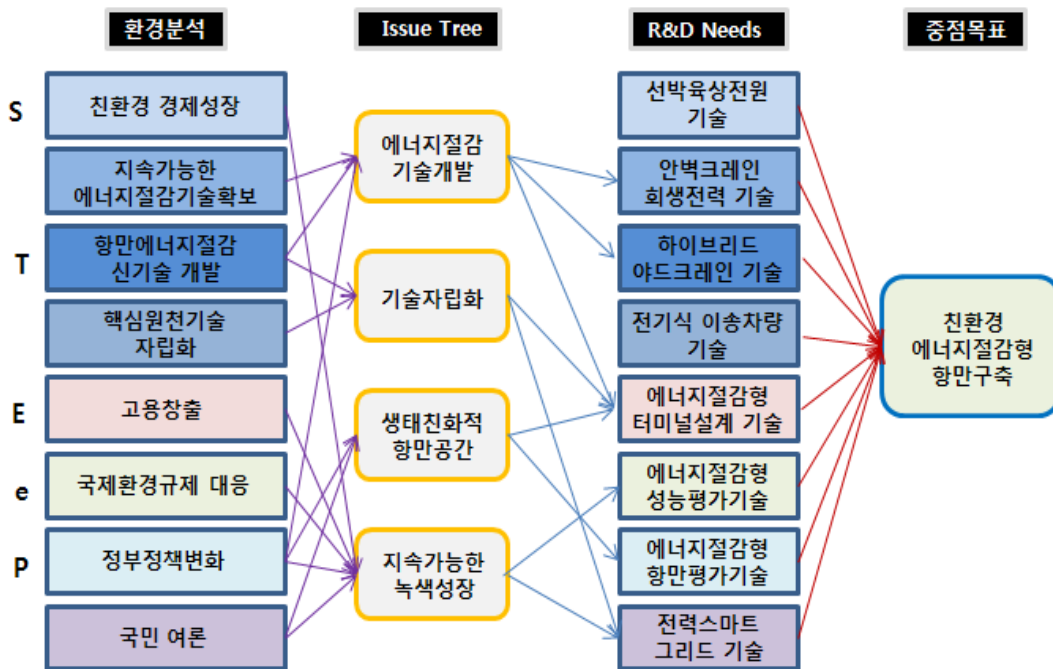 환경분석
Issue Tree
R&D Needs
중점목표
S
친환경 경제성장
지속가능한
에너지절감기술확보
T
항만에너지절감
신기술 개발
핵심원천기술
자립화
E
고용창출
e
국제환경규제 대응
P
정부정책변화
국민 여론
에너지절감
기술개발
기술자립화
생태친화적
항만공간
지속가능한
녹색성장
선박육상전원
기술
안벽크레인
회생전력 기술
하이브리드
야드크레인 기술
전기식 이송차량
기술
에너지절감형
터미널설계 기술
에너지절감형
성능평가기술
에너지절감형
항만평가기술
전력스마트
그리드 기술
친환경
에너지절감형
항만구축